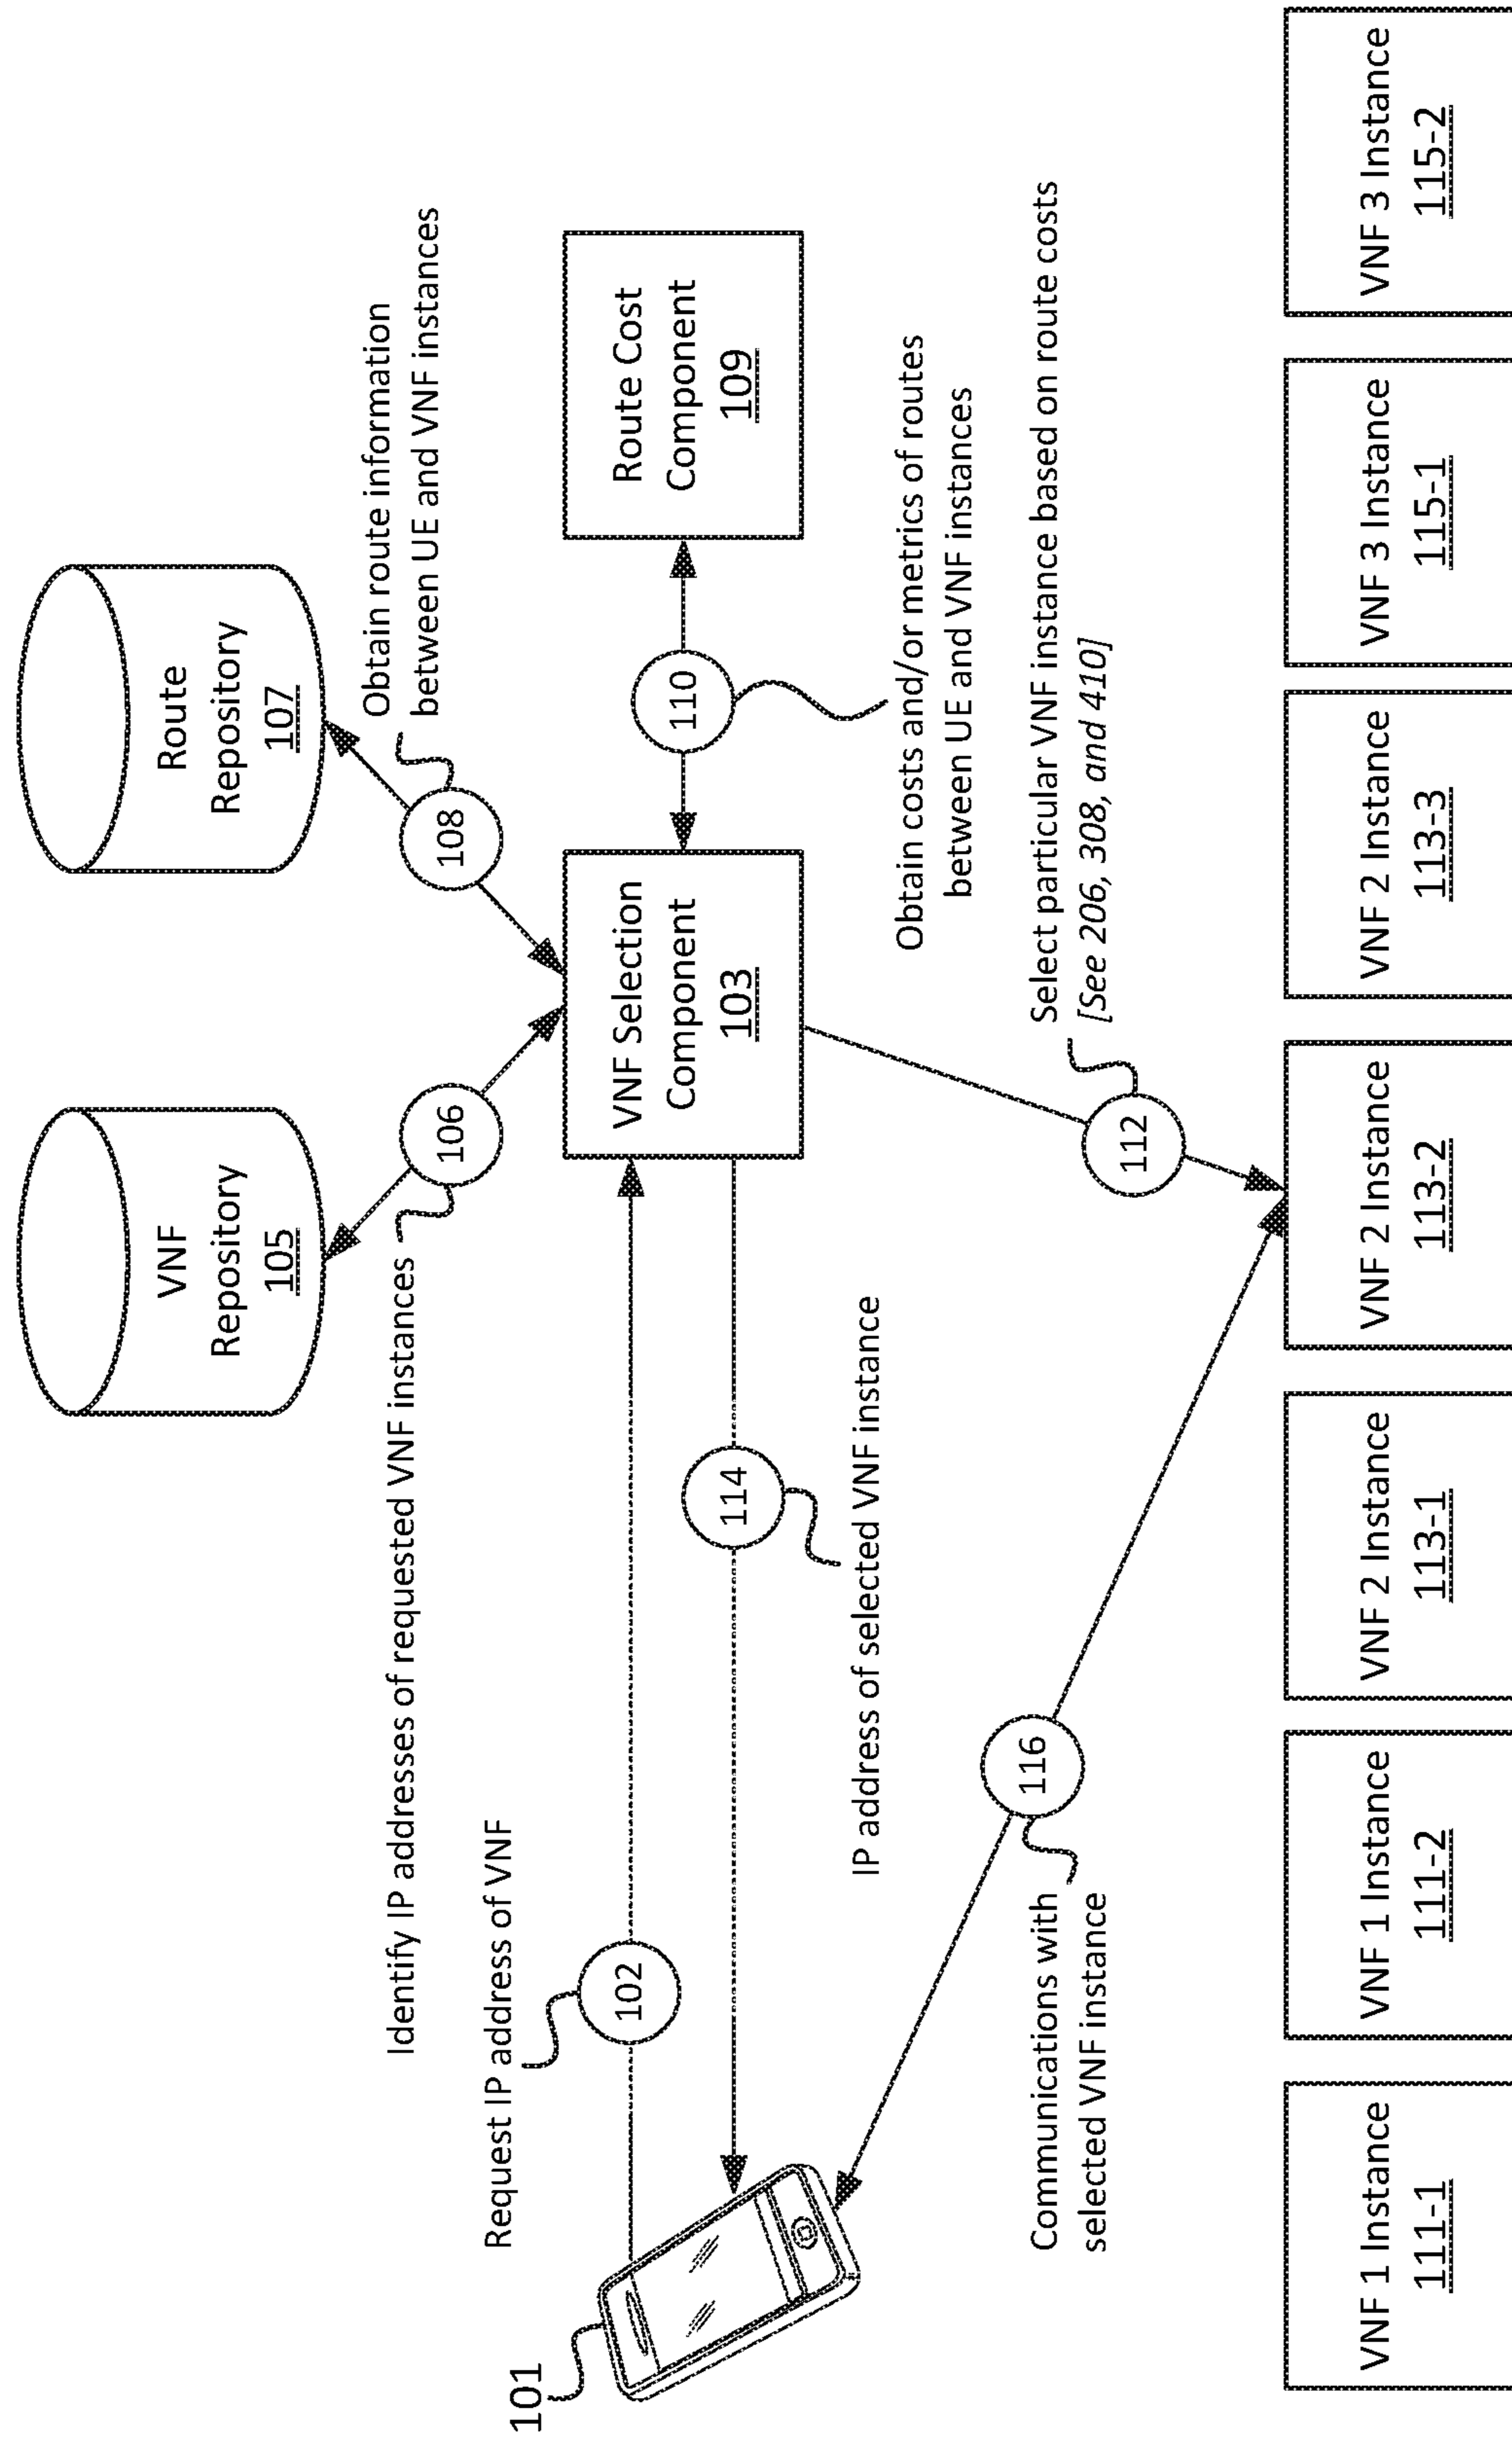 VNF
Repository
105
Route
Repository
107
Identify IP addresses of requested VNF instances
106
108
Obtain route information
between UE and VNF instances
101
Request IP address of VNF
102
VNF Selection
Component
103
110
Route Cost
Component
109
114
IP address of selected VNF instance
Obtain costs and/or metrics of routes
between UE and VNF instances
Communications with
selected VNF instance
116
112
Select particular VNF instance based on route costs
[See 206, 308, and 410]
VNF 1 Instance
111-1
VNF 1 Instance
111-2
VNF 2 Instance
113-1
VNF 2 Instance
113-2
VNF 2 Instance
113-3
VNF 3 Instance
115-1
VNF 3 Instance
115-2